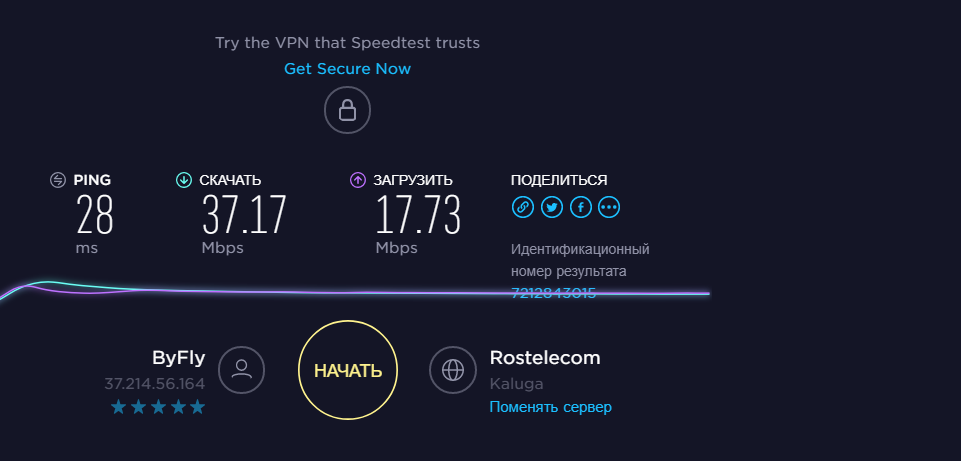 Try the VPN that Speedtest trusts
Get Secure Now
PING
28
ms
СКАЧАТЬ
37.17
Mbps
ЗАГРУЗИТЬ
17.73
Mbps
ПОДЕЛИТЬСЯ
Идентификационный
номер результата
7212843015
ByFly
37.214.56.164
НАЧАТЬ
Rostelecom
Kaluga
Поменять сервер